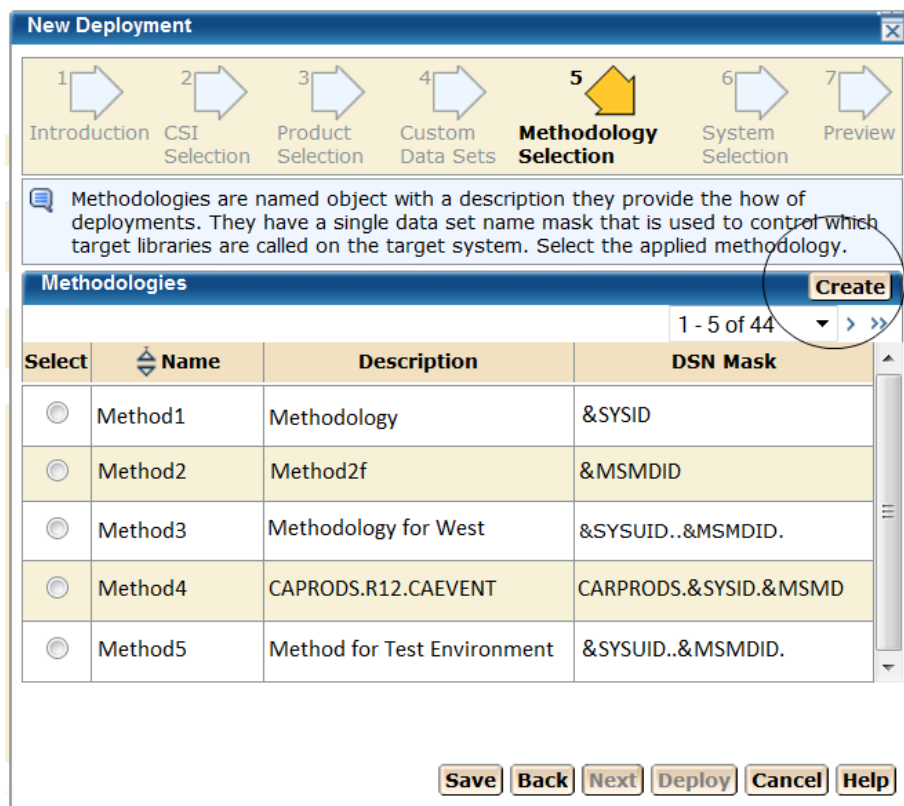 New Deployment
1 2 3 4 5 6 7
Introduction CSI Selection Product Selection Custom Data Sets Methodology Selection System Selection Preview
Methodologies are named object with a description they provide the how of
deployments. They have a single data set name mask that is used to control which
target libraries are called on the target system. Select the applied methodology.
Methodologies Create
1 - 5 of 44 > >>
Select Name Description DSN Mask
Method1 Methodology &SYSID
Method2 Method2f &MSMDID
Method3 Methodology for West &SYSUID..&MSMDID.
Method4 CAPRODS.R12.CAEVENT CARPRODS.&SYSID.&MSMD
Method5 Method for Test Environment &SYSUID..&MSMDID.
Save Back Next Deploy Cancel Help